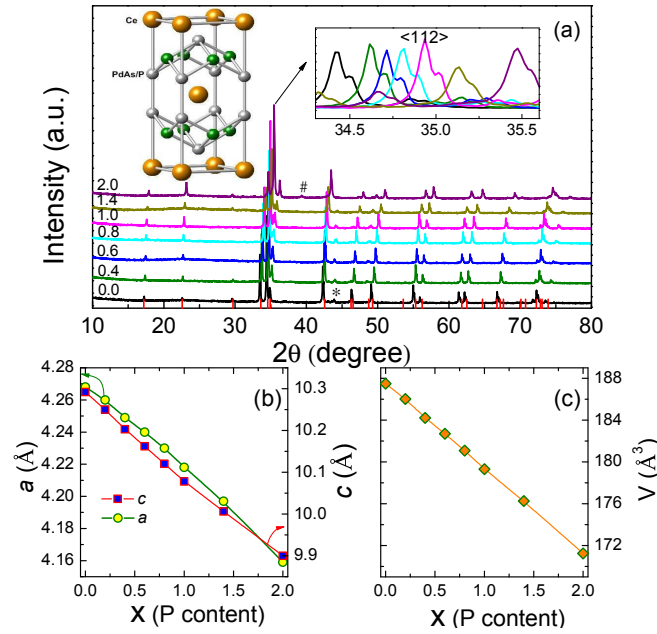 (a)
Ce
PdAs/P
<112>
34.5 35.0 35.5
Intensity (a.u.)
2.0
#
1.4
1.0
0.8
0.6
0.4
0.0
*
10 20 30 40 50 60 70 80
2θ (degree)
(b)
4.28
4.26
4.24
4.22
4.20
4.18
4.16
a (Å)
10.3
10.2
10.1
10.0
9.9
c (Å)
c
a
0.0 0.5 1.0 1.5 2.0
X (P content)
(c)
188
184
180
176
172
V (Å³)
0.0 0.5 1.0 1.5 2.0
X (P content)